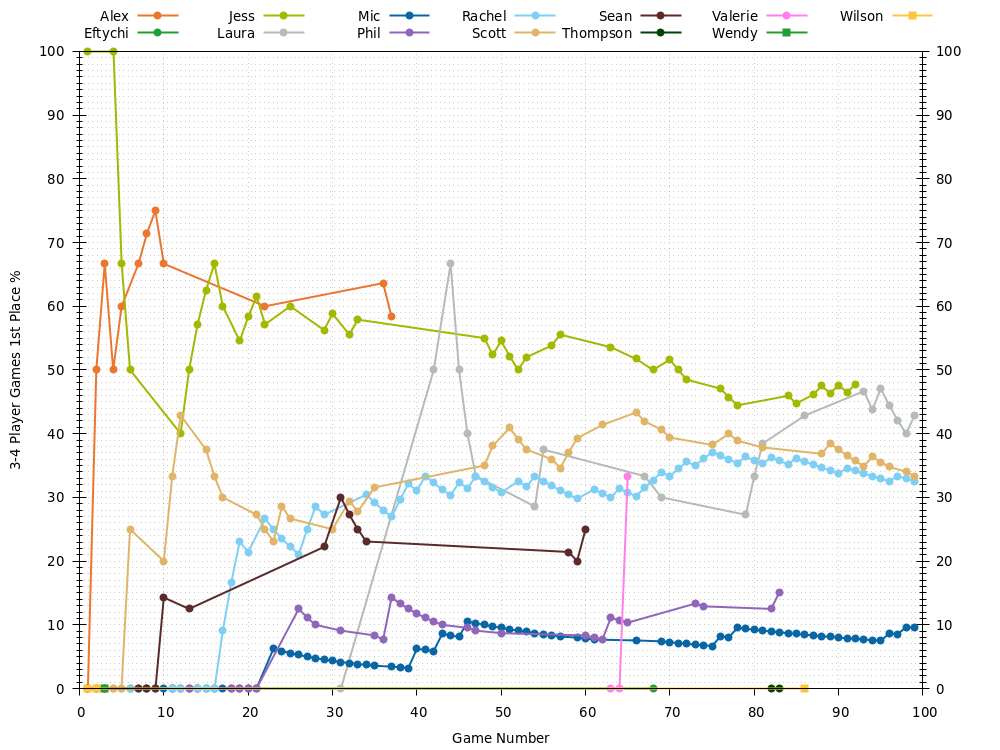 Alex Jess Mic Rachel Sean Valerie Wilson
Eftychi Laura Phil Scott Thompson Wendy
100 100
90 90
80 80
70 70
60 60
50 50
40 40
30 30
20 20
10 10
0 0
3-4 Player Games 1st Place %
0 10 20 30 40 50 60 70 80 90 100
Game Number